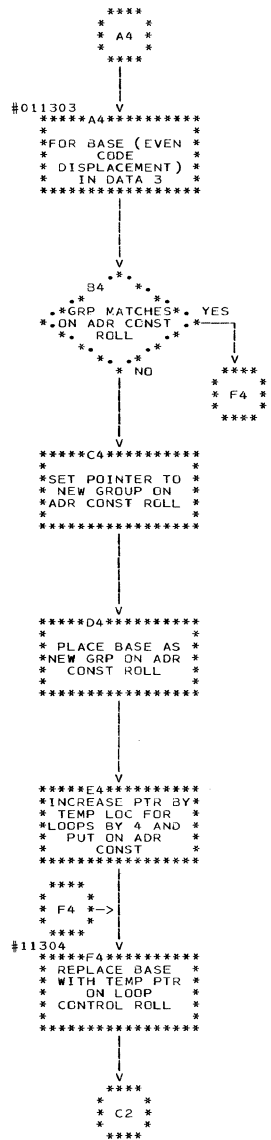 A4
#011303
A4
FOR BASE (EVEN
CODE
DISPLACEMENT)
IN DATA 3
B4
GRP MATCHES
YES
ON ADR CONST
ROLL
NO
F4
C4
SET POINTER TO
NEW GROUP ON
ADR CONST ROLL
D4
PLACE BASE AS
NEW GRP ON ADR
CONST ROLL
E4
INCREASE PTR BY
TEMP LOC FOR
LOOPS BY 4 AND
PUT ON ADR
CONST
F4
#11304
F4
REPLACE BASE
WITH TEMP PTR
ON LOOP
CONTROL ROLL
C2